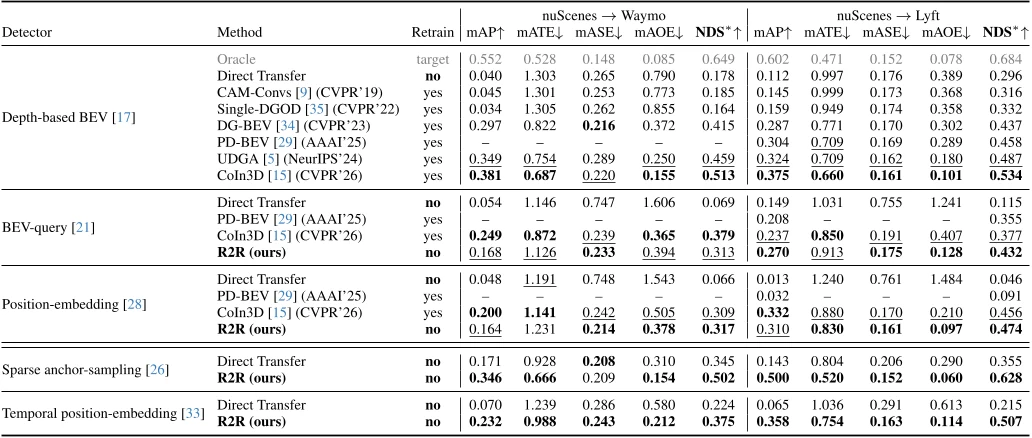 nuScenes → Waymo nuScenes → Lyft
Detector Method Retrain mAP↑ mATE↓ mASE↓ mAOE↓ NDS*↑ mAP↑ mATE↓ mASE↓ mAOE↓ NDS*↑
Oracle target 0.552 0.528 0.148 0.085 0.649 0.602 0.471 0.152 0.078 0.684
Direct Transfer no 0.040 1.303 0.265 0.790 0.178 0.112 0.997 0.176 0.389 0.296
CAM-Convs [9] (CVPR'19) yes 0.045 1.301 0.253 0.773 0.185 0.145 0.999 0.173 0.368 0.316
Single-DGOD [35] (CVPR'22) yes 0.034 1.305 0.262 0.855 0.164 0.159 0.949 0.174 0.358 0.332
Depth-based BEV [17] DG-BEV [34] (CVPR'23) yes 0.297 0.822 0.216 0.372 0.415 0.287 0.771 0.170 0.302 0.437
PD-BEV [29] (AAAI'25) yes – – – – – 0.304 0.709 0.169 0.289 0.458
UDGA [5] (NeurIPS'24) yes 0.349 0.754 0.289 0.250 0.459 0.324 0.709 0.162 0.180 0.487
CoIn3D [15] (CVPR'26) yes 0.381 0.687 0.220 0.155 0.513 0.375 0.660 0.161 0.101 0.534
Direct Transfer no 0.054 1.146 0.747 1.606 0.069 0.149 1.031 0.755 1.241 0.115
BEV-query [21] PD-BEV [29] (AAAI'25) yes – – – – – 0.208 – – – 0.355
CoIn3D [15] (CVPR'26) yes 0.249 0.872 0.239 0.365 0.379 0.237 0.850 0.191 0.407 0.377
R2R (ours) no 0.168 1.126 0.233 0.394 0.313 0.270 0.913 0.175 0.128 0.432
Direct Transfer no 0.048 1.191 0.748 1.543 0.066 0.013 1.240 0.761 1.484 0.046
Position-embedding [28] PD-BEV [29] (AAAI'25) yes – – – – – 0.032 – – – 0.091
CoIn3D [15] (CVPR'26) yes 0.200 1.141 0.242 0.505 0.309 0.332 0.880 0.170 0.210 0.456
R2R (ours) no 0.164 1.231 0.214 0.378 0.317 0.310 0.830 0.161 0.097 0.474
Sparse anchor-sampling [26] Direct Transfer no 0.171 0.928 0.208 0.310 0.345 0.143 0.804 0.206 0.290 0.355
R2R (ours) no 0.346 0.666 0.209 0.154 0.502 0.500 0.520 0.152 0.060 0.628
Temporal position-embedding [33] Direct Transfer no 0.070 1.239 0.286 0.580 0.224 0.065 1.036 0.291 0.613 0.215
R2R (ours) no 0.232 0.988 0.243 0.212 0.375 0.358 0.754 0.163 0.114 0.507